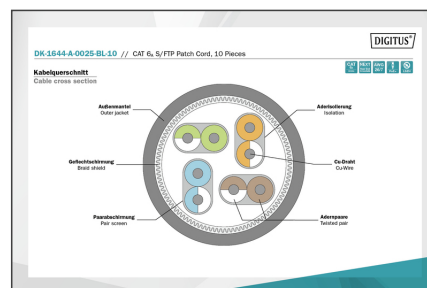 DIGITUS®
DK-1644-A-0025-BL-10 // CAT 6A S/FTP Patch Cord, 10 Pieces
Kabelquerschnitt
Cable cross section
Außenmantel
Outer jacket
Aderisolierung
Isolation
Geflechtschirmung
Braid shield
Cu-Draht
Cu-Wire
Paarabschirmung
Pair screen
Adernpaare
Twisted pair